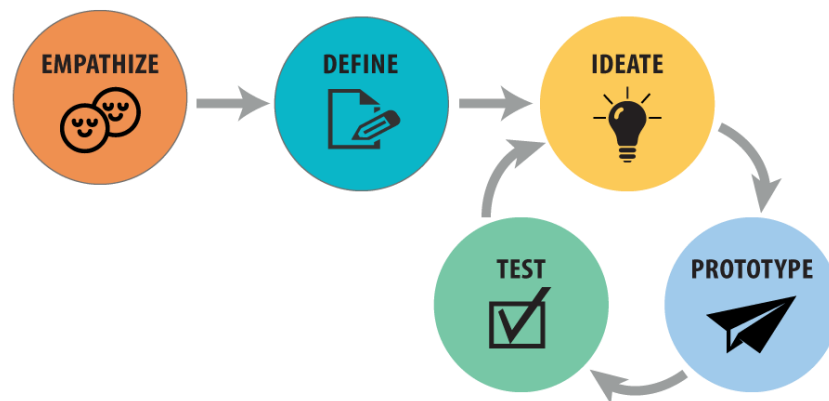 EMPATHIZE
DEFINE
IDEATE
PROTOTYPE
TEST